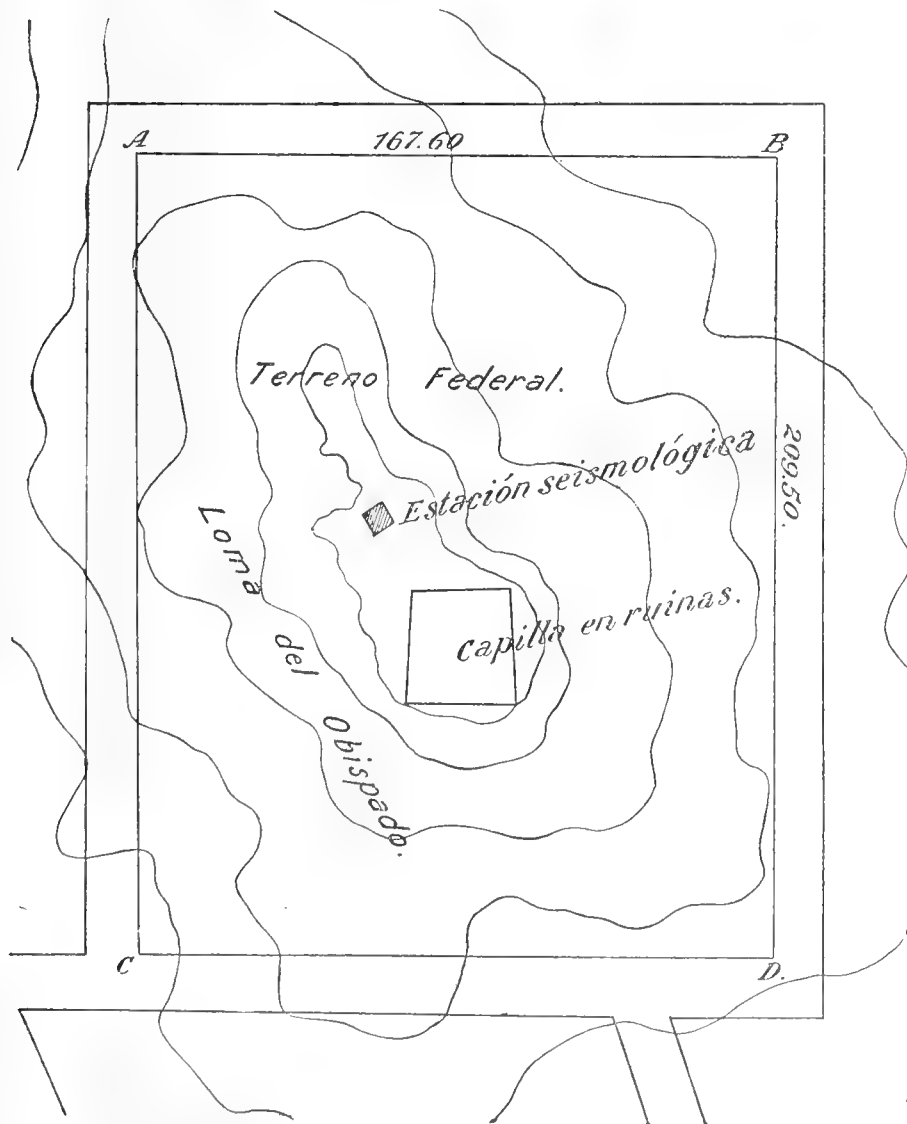 A 167.60 B
Terreno Federal.
209.50.
Estación seismológica
Loma del Obispado.
Capilla en ruinas.
C D.